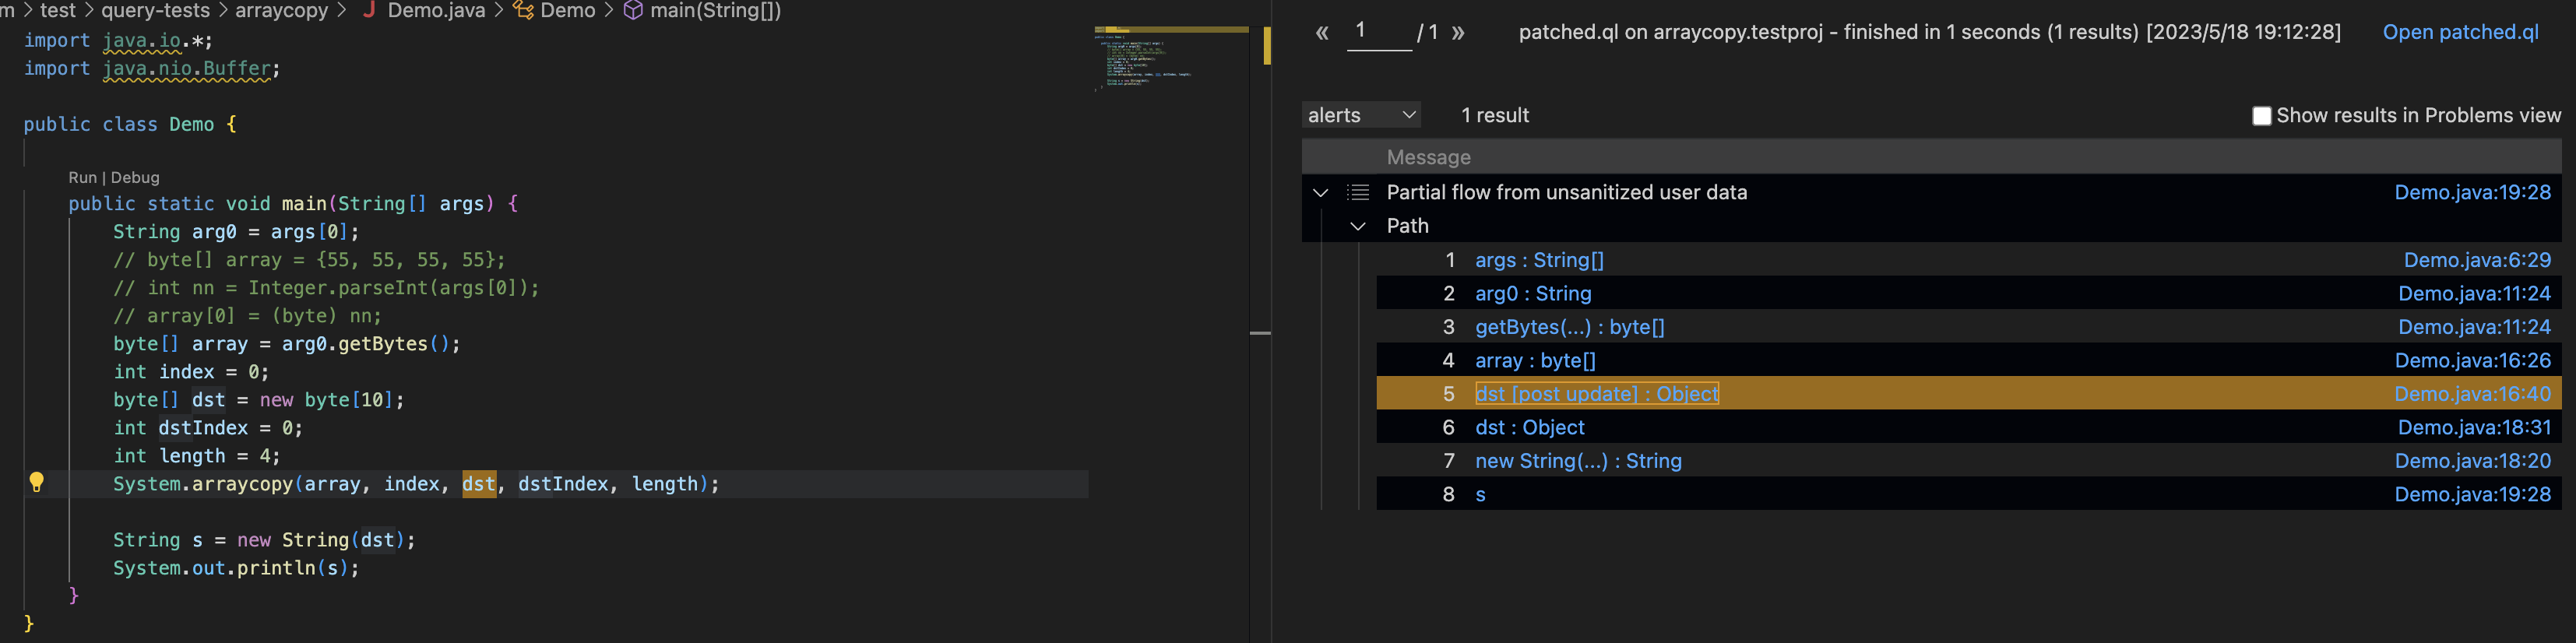 m > test > query-tests > arraycopy > J Demo.java > Demo > main(String[])
import java.io.*;
import java.nio.Buffer;
public class Demo {
Run | Debug
public static void main(String[] args) {
String arg0 = args[0];
// byte[] array = {55, 55, 55, 55};
// int nn = Integer.parseInt(args[0]);
// array[0] = (byte) nn;
byte[] array = arg0.getBytes();
int index = 0;
byte[] dst = new byte[10];
int dstIndex = 0;
int length = 4;
System.arraycopy(array, index, dst, dstIndex, length);
String s = new String(dst);
System.out.println(s);
}
}
« 1 / 1 » patched.ql on arraycopy.testproj - finished in 1 seconds (1 results) [2023/5/18 19:12:28] Open patched.ql
alerts 1 result Show results in Problems view
Message
Partial flow from unsanitized user data Demo.java:19:28
Path
1 args : String[] Demo.java:6:29
2 arg0 : String Demo.java:11:24
3 getBytes(...) : byte[] Demo.java:11:24
4 array : byte[] Demo.java:16:26
5 dst [post update] : Object Demo.java:16:40
6 dst : Object Demo.java:18:31
7 new String(...) : String Demo.java:18:20
8 s Demo.java:19:28